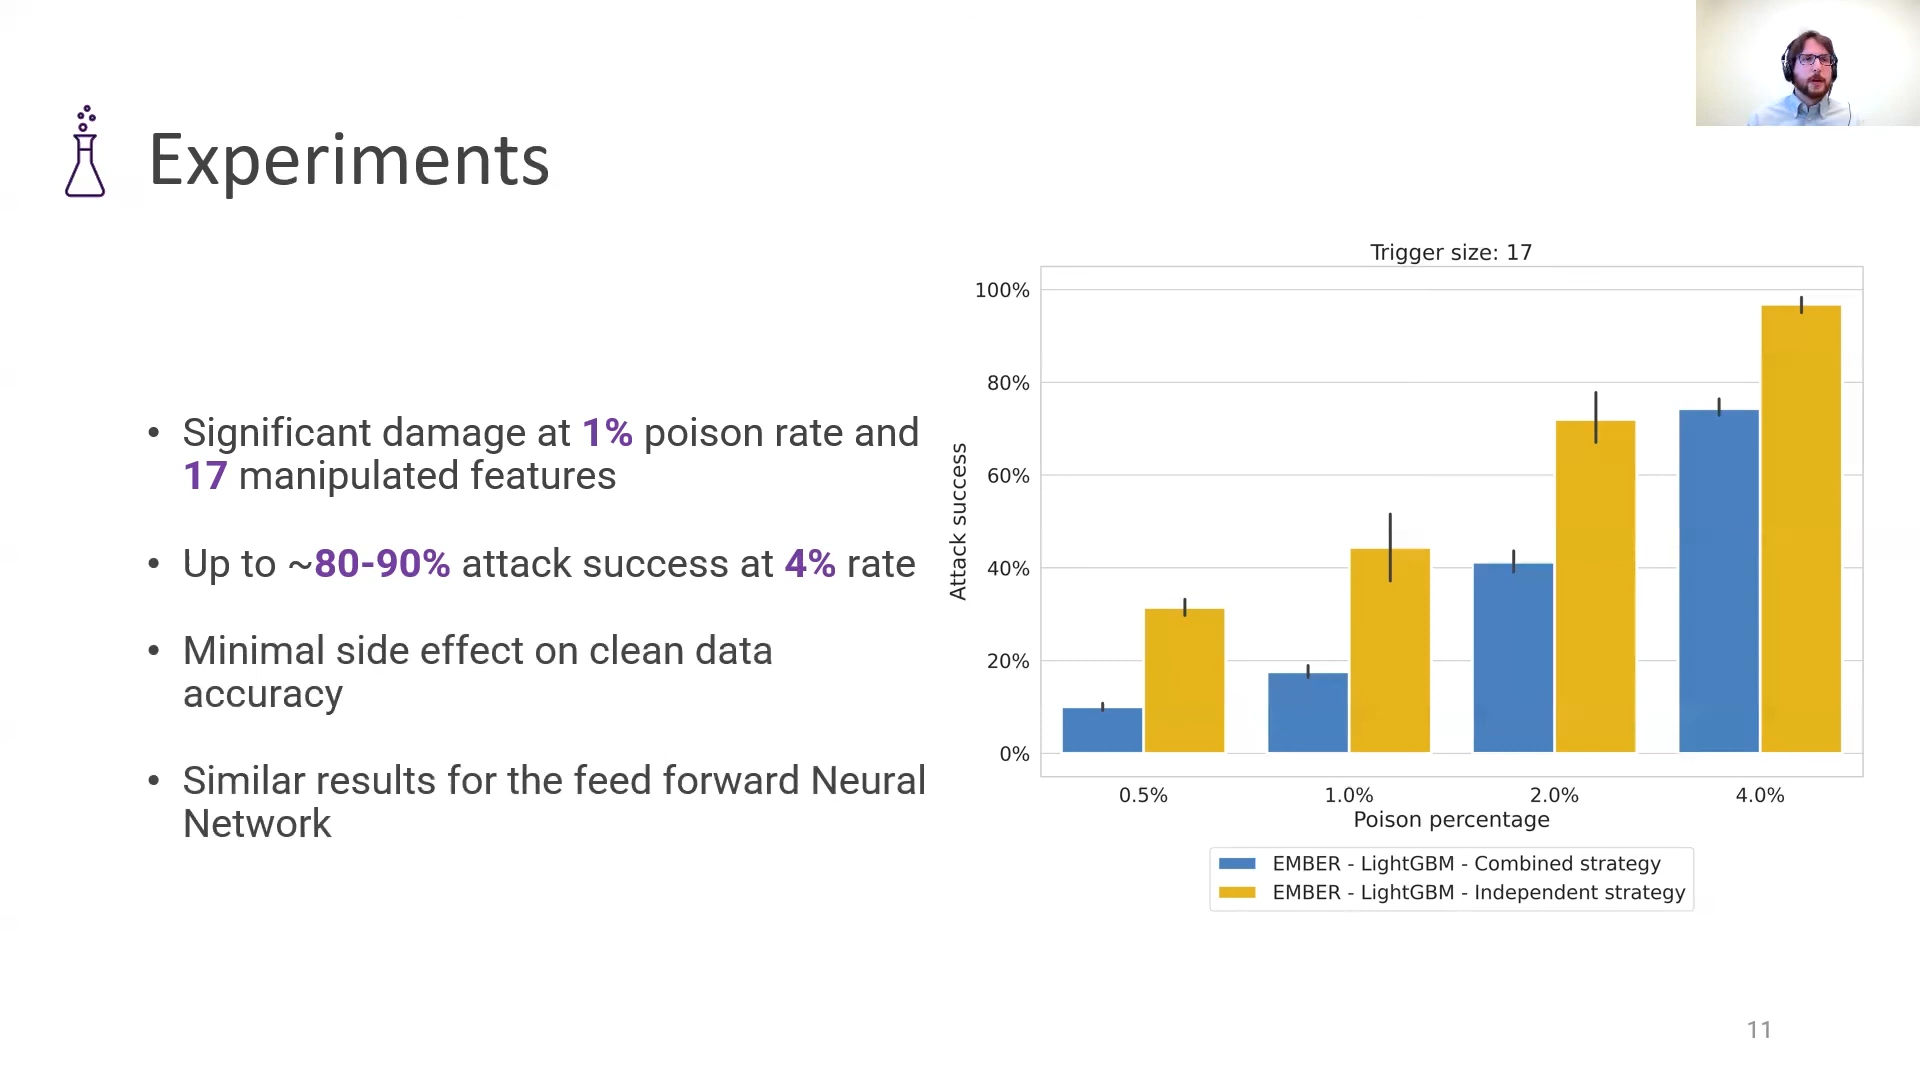 Experiments
• Significant damage at 1% poison rate and
17 manipulated features
• Up to ~80-90% attack success at 4% rate
• Minimal side effect on clean data
accuracy
• Similar results for the feed forward Neural
Network
Trigger size: 17
Attack success
100%
80%
60%
40%
20%
0%
0.5% 1.0% 2.0% 4.0%
Poison percentage
EMBER - LightGBM - Combined strategy
EMBER - LightGBM - Independent strategy
11